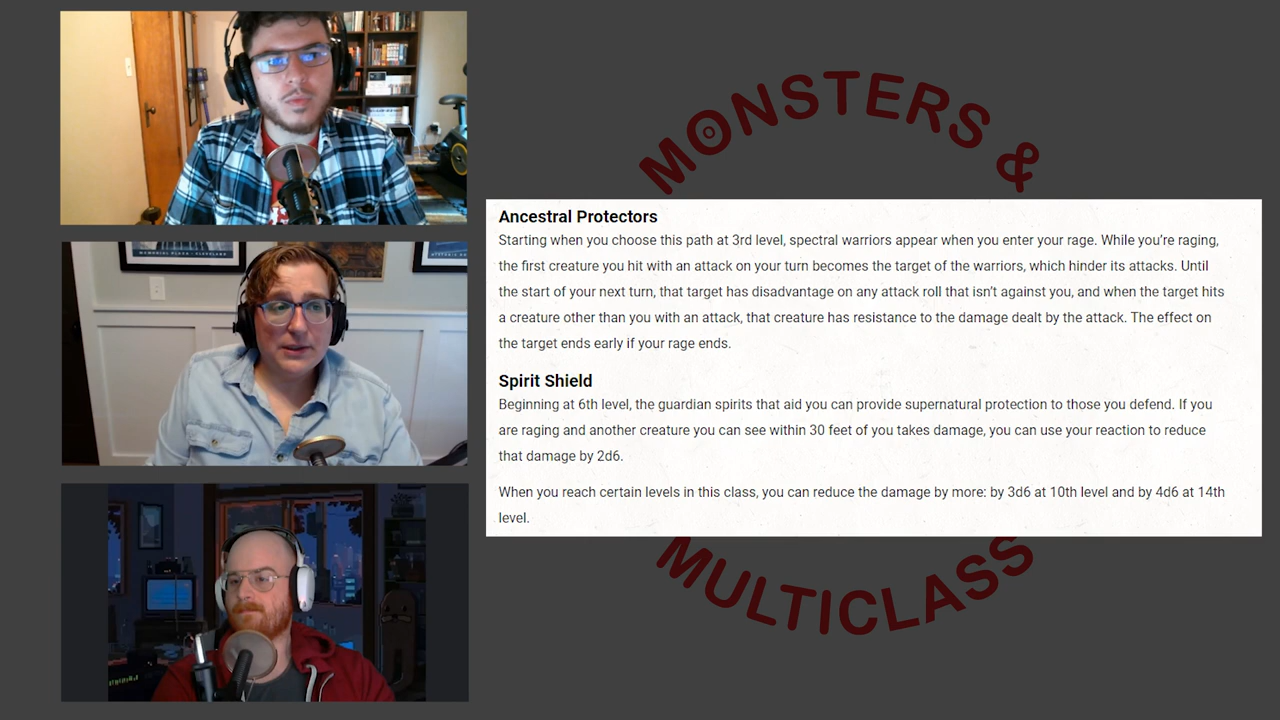 MONSTERS &
Ancestral Protectors
Starting when you choose this path at 3rd level, spectral warriors appear when you enter your rage. While you're raging,
the first creature you hit with an attack on your turn becomes the target of the warriors, which hinder its attacks. Until
the start of your next turn, that target has disadvantage on any attack roll that isn't against you, and when the target hits
a creature other than you with an attack, that creature has resistance to the damage dealt by the attack. The effect on
the target ends early if your rage ends.
Spirit Shield
Beginning at 6th level, the guardian spirits that aid you can provide supernatural protection to those you defend. If you
are raging and another creature you can see within 30 feet of you takes damage, you can use your reaction to reduce
that damage by 2d6.
When you reach certain levels in this class, you can reduce the damage by more: by 3d6 at 10th level and by 4d6 at 14th
level.
MULTICLASS